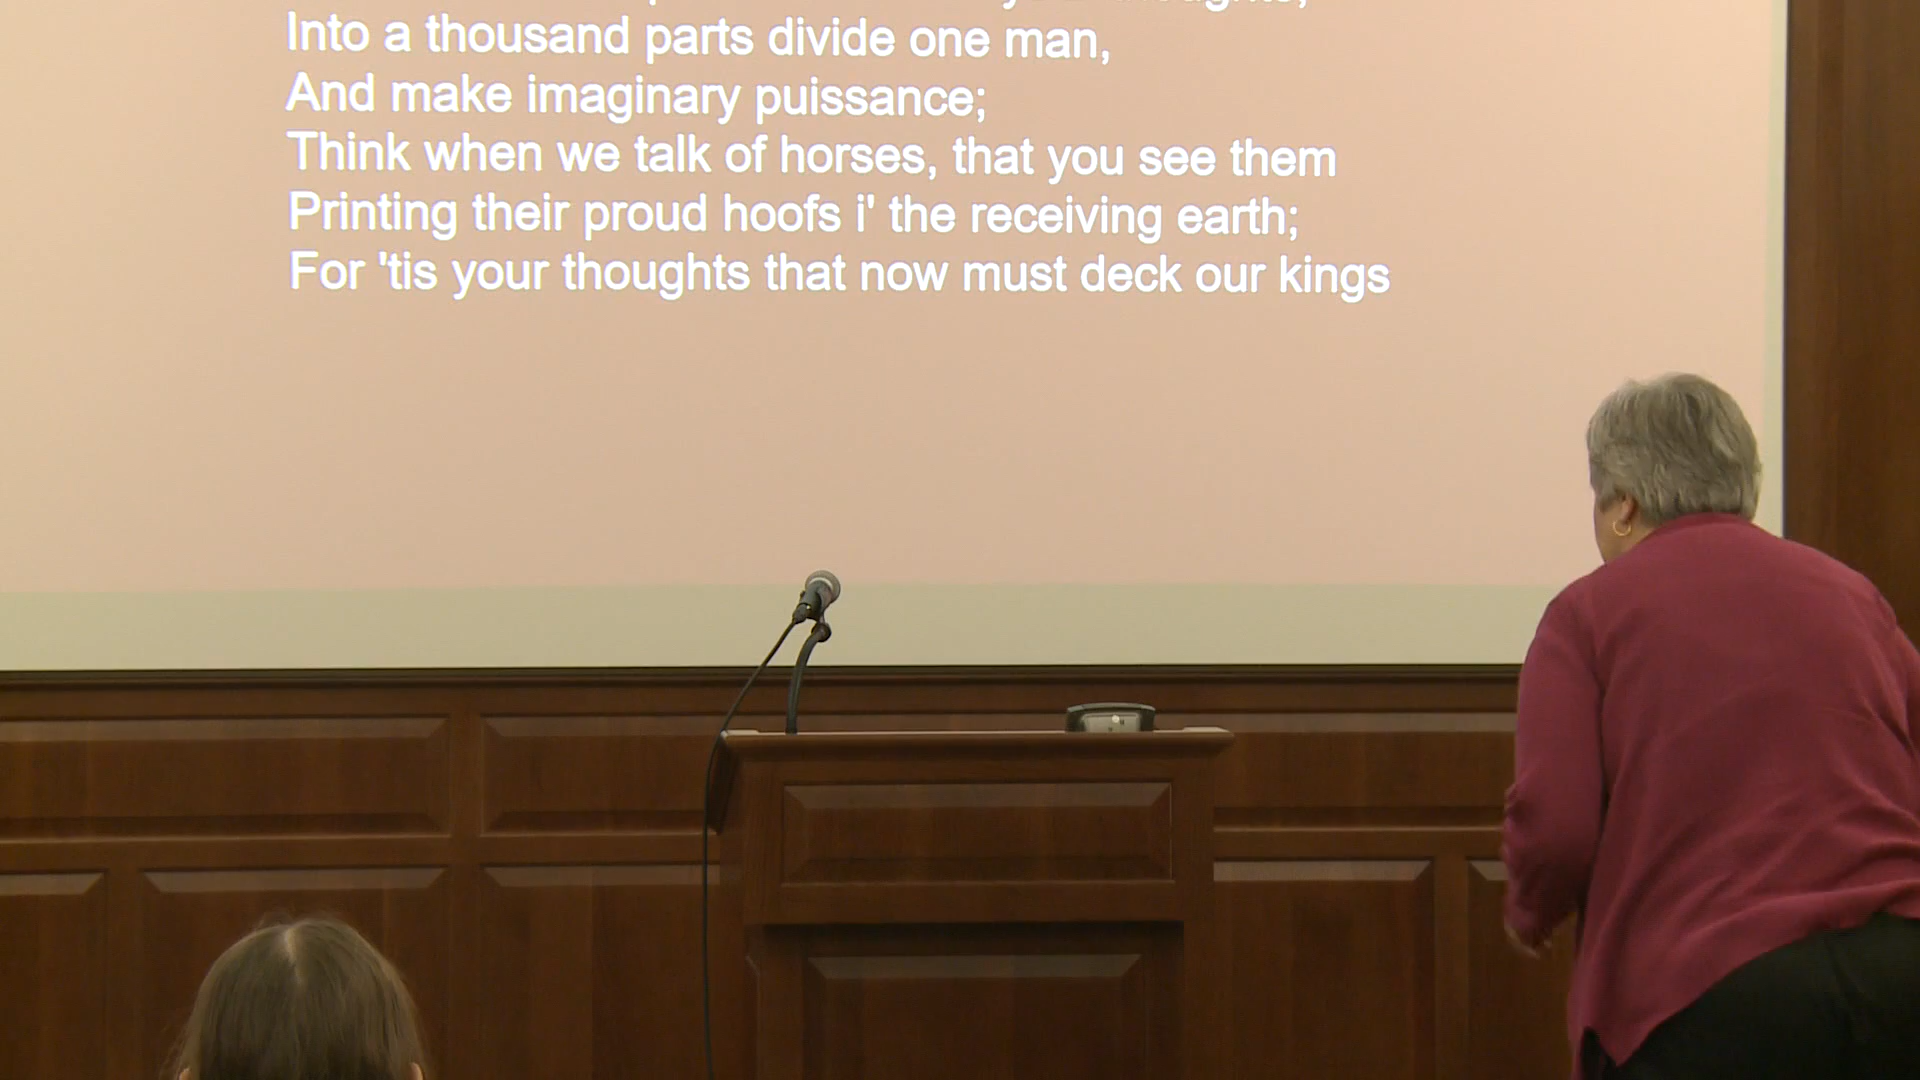 Into a thousand parts divide one man,
And make imaginary puissance;
Think when we talk of horses, that you see them
Printing their proud hoofs i' the receiving earth;
For 'tis your thoughts that now must deck our kings